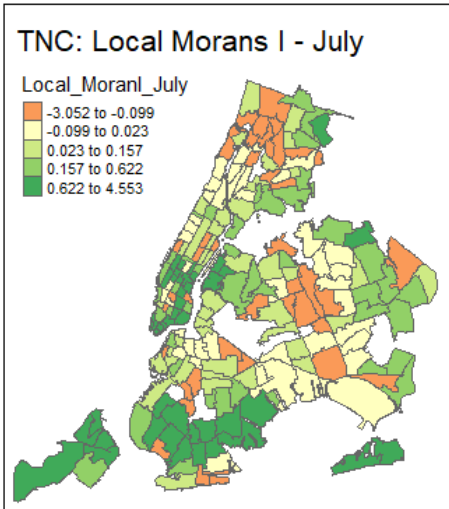 TNC: Local Morans I - July
Local_MoranI_July
-3.052 to -0.099
-0.099 to 0.023
0.023 to 0.157
0.157 to 0.622
0.622 to 4.553